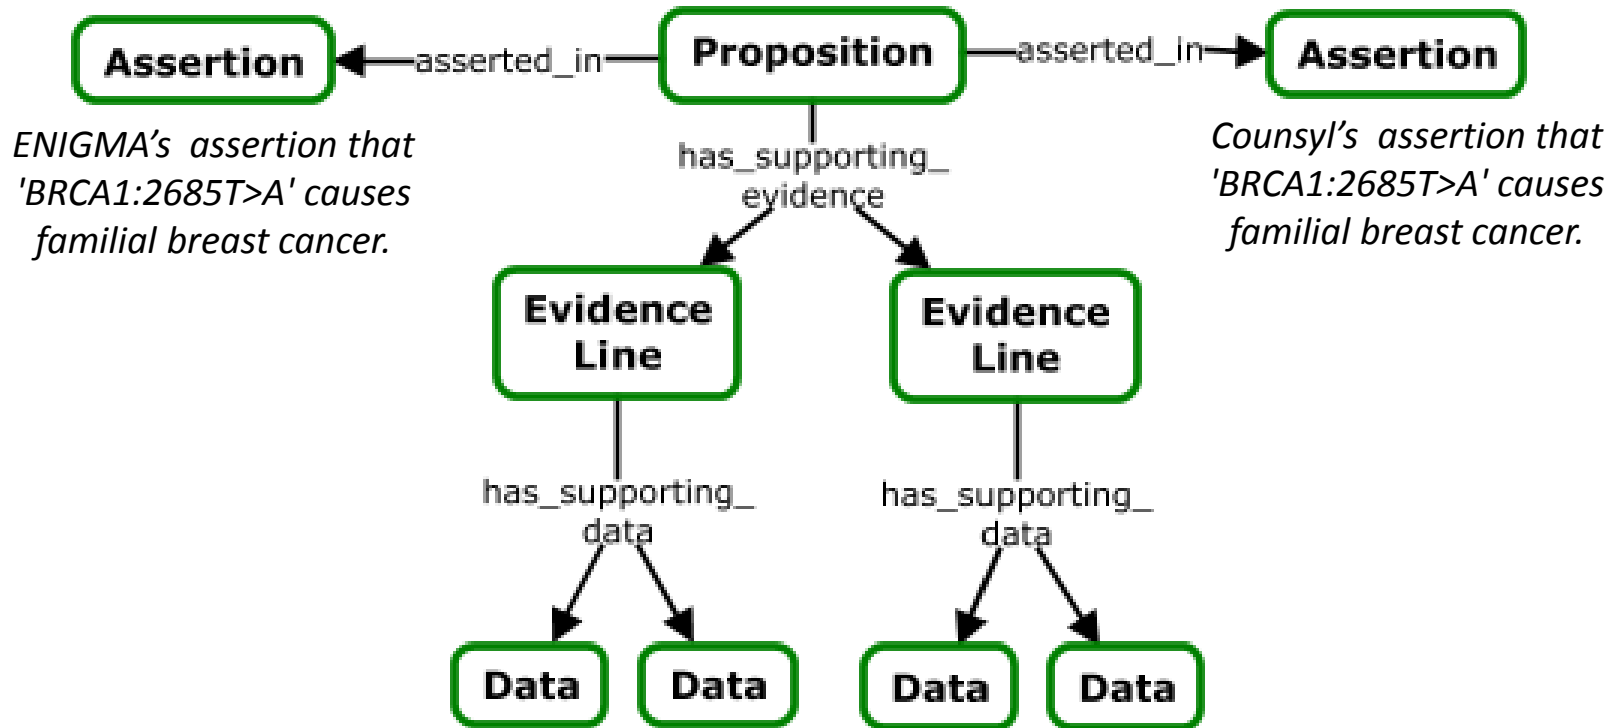 Assertion
asserted_in
Proposition
asserted_in
Assertion
ENIGMA’s assertion that
'BRCA1:2685T>A' causes
familial breast cancer.
has_supporting_
evidence
Counsyl’s assertion that
'BRCA1:2685T>A' causes
familial breast cancer.
Evidence
Line
Evidence
Line
has_supporting_
data
has_supporting_
data
Data
Data
Data
Data